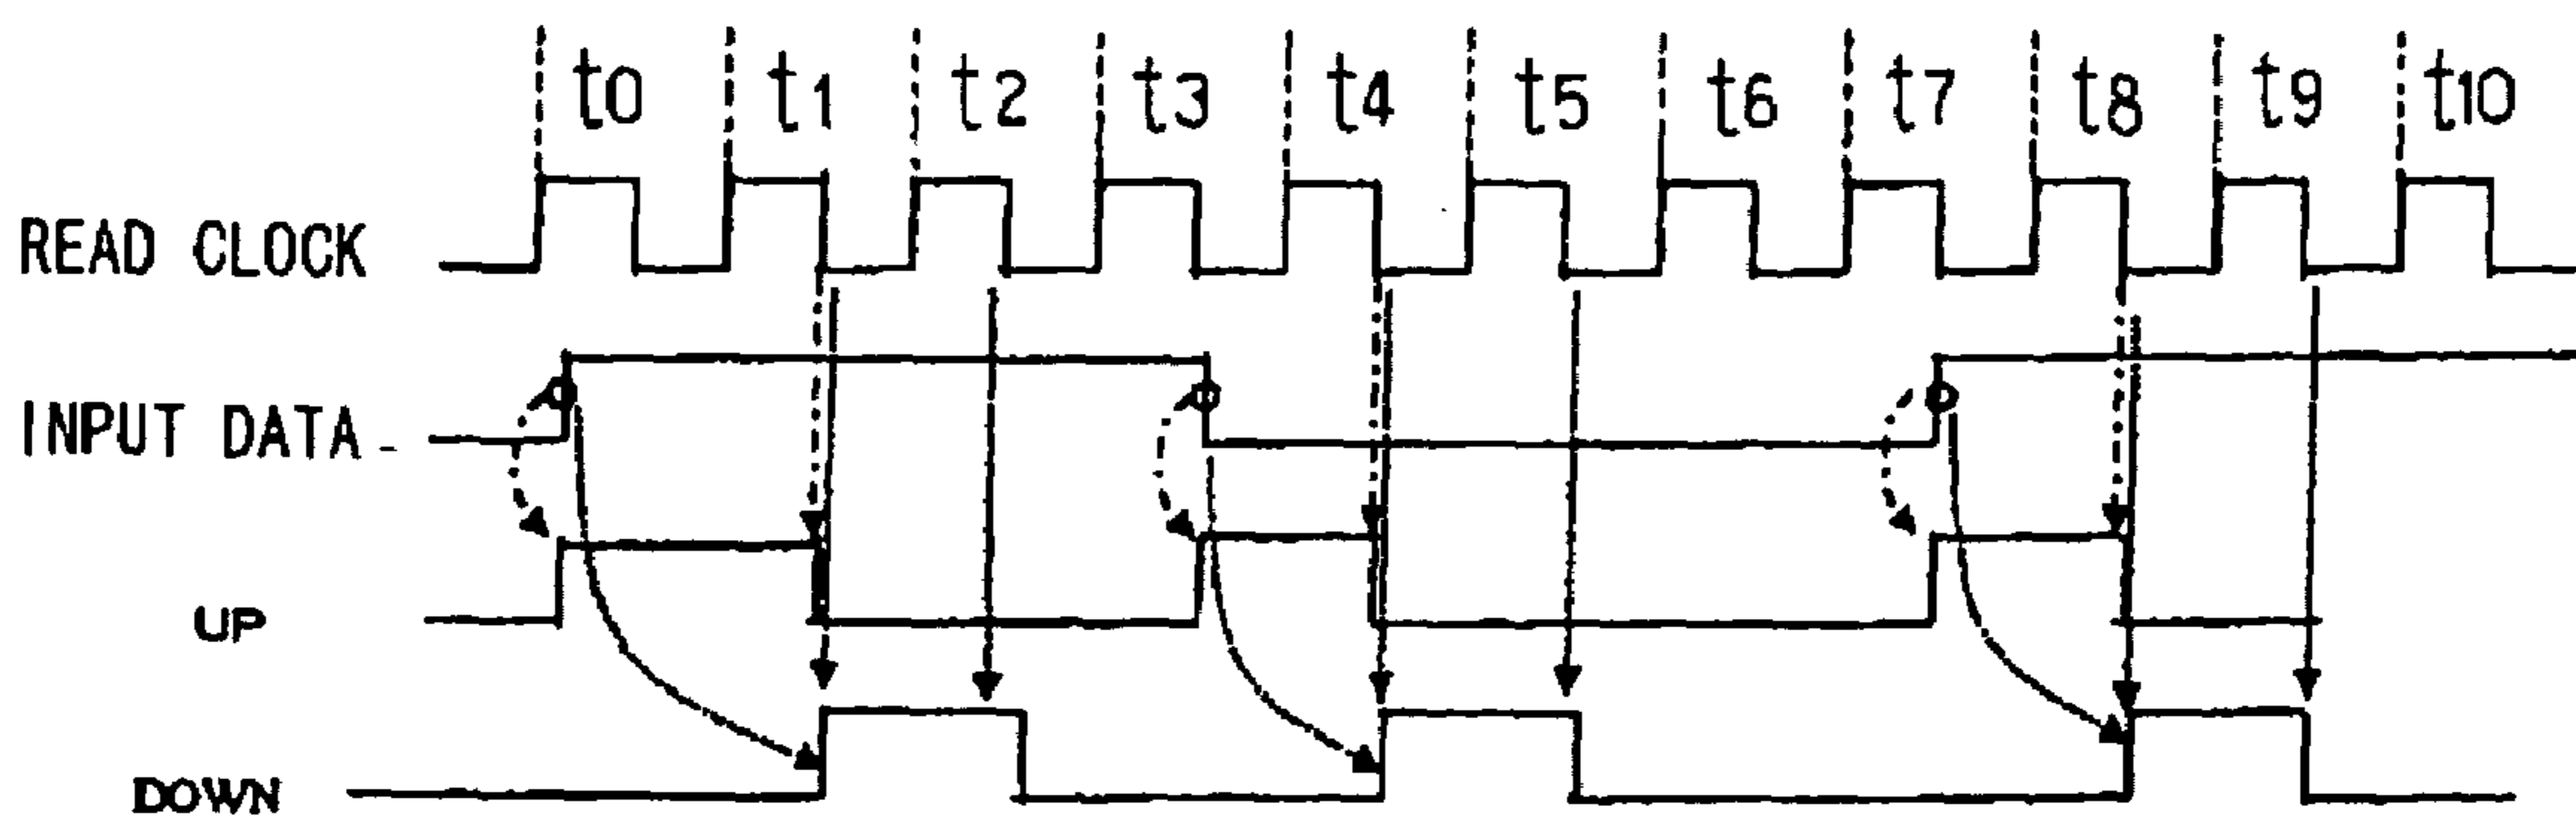 t0 t1 t2 t3 t4 t5 t6 t7 t8 t9 t10
READ CLOCK
INPUT DATA
UP
DOWN